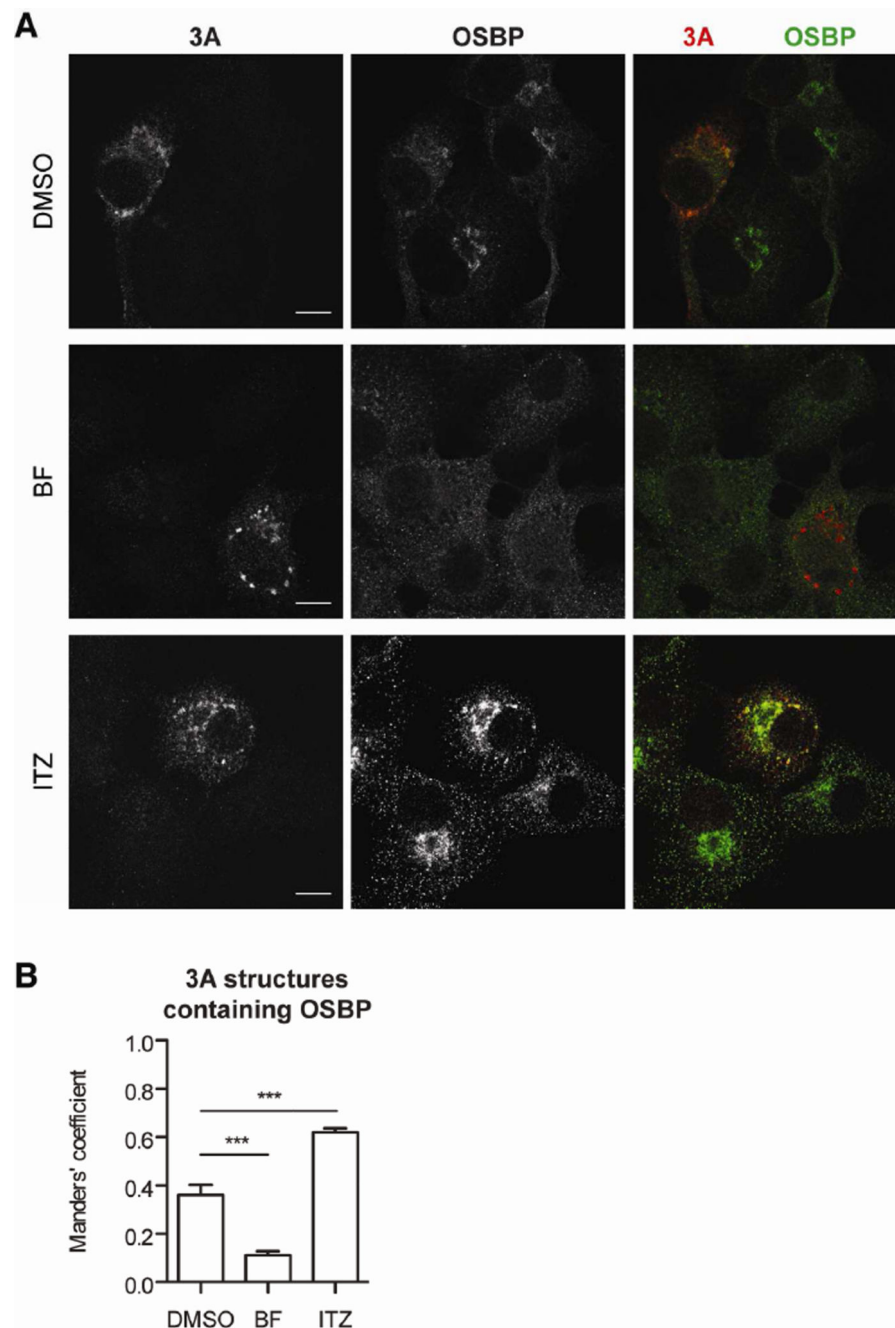 A
3A OSBP 3A OSBP
DMSO
BF
ITZ
B
3A structures
containing OSBP
Manders' coefficient
1.0
***
0.8
***
0.6
0.4
0.2
0.0
DMSO BF ITZ